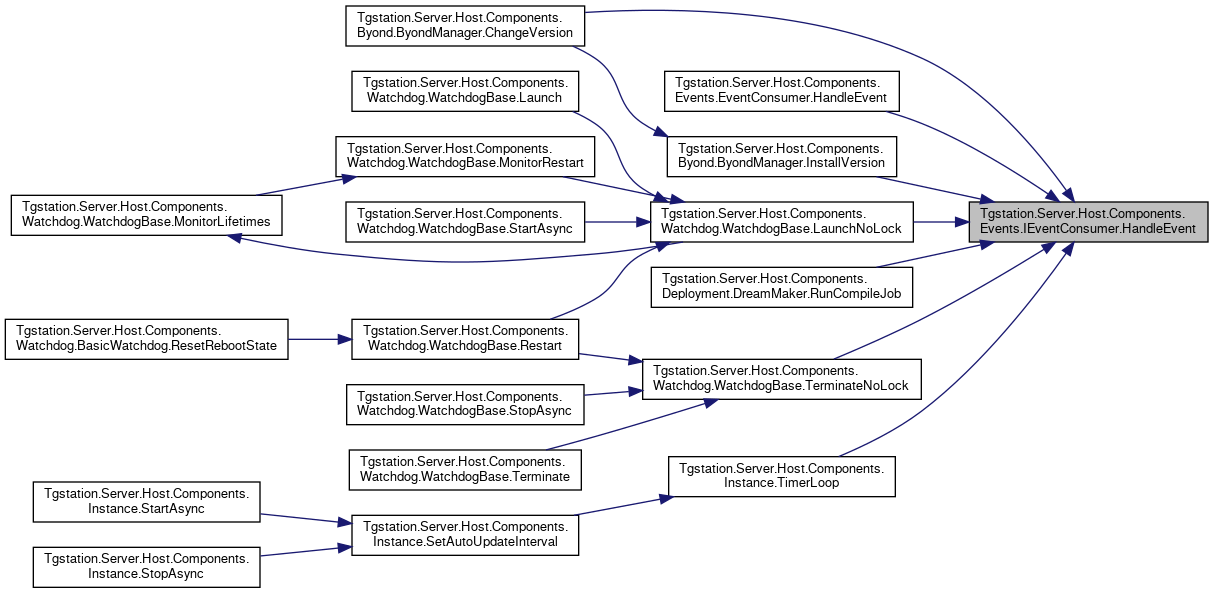 Tgstation.Server.Host.Components.
Byond.ByondManager.ChangeVersion
Tgstation.Server.Host.Components.
Watchdog.WatchdogBase.Launch
Tgstation.Server.Host.Components.
Events.EventConsumer.HandleEvent
Tgstation.Server.Host.Components.
Watchdog.WatchdogBase.MonitorRestart
Tgstation.Server.Host.Components.
Byond.ByondManager.InstallVersion
Tgstation.Server.Host.Components.
Watchdog.WatchdogBase.MonitorLifetimes
Tgstation.Server.Host.Components.
Watchdog.WatchdogBase.StartAsync
Tgstation.Server.Host.Components.
Watchdog.WatchdogBase.LaunchNoLock
Tgstation.Server.Host.Components.
Events.IEventConsumer.HandleEvent
Tgstation.Server.Host.Components.
Deployment.DreamMaker.RunCompileJob
Tgstation.Server.Host.Components.
Watchdog.BasicWatchdog.ResetRebootState
Tgstation.Server.Host.Components.
Watchdog.WatchdogBase.Restart
Tgstation.Server.Host.Components.
Watchdog.WatchdogBase.TerminateNoLock
Tgstation.Server.Host.Components.
Watchdog.WatchdogBase.StopAsync
Tgstation.Server.Host.Components.
Watchdog.WatchdogBase.Terminate
Tgstation.Server.Host.Components.
Instance.TimerLoop
Tgstation.Server.Host.Components.
Instance.StartAsync
Tgstation.Server.Host.Components.
Instance.SetAutoUpdateInterval
Tgstation.Server.Host.Components.
Instance.StopAsync